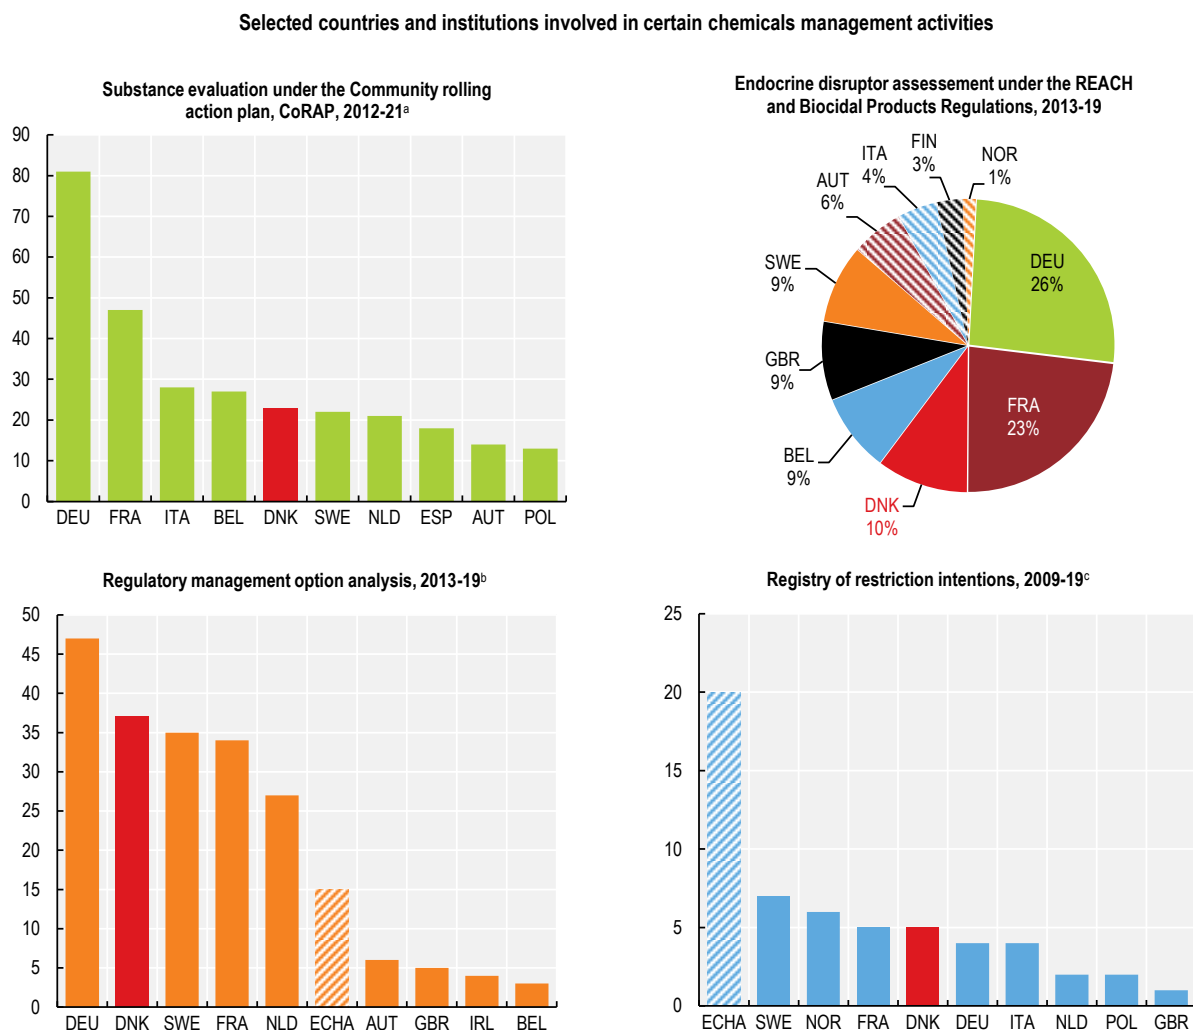 Selected countries and institutions involved in certain chemicals management activities
Substance evaluation under the Community rolling
action plan, CoRAP, 2012-21a
90
80
70
60
50
40
30
20
10
0
DEU FRA ITA BEL DNK SWE NLD ESP AUT POL
Endocrine disruptor assessement under the REACH
and Biocidal Products Regulations, 2013-19
DEU
26%
FRA
23%
DNK
10%
BEL
9%
GBR
9%
SWE
9%
AUT
6%
ITA
4%
FIN
3%
NOR
1%
Regulatory management option analysis, 2013-19b
50
45
40
35
30
25
20
15
10
5
0
DEU DNK SWE FRA NLD ECHA AUT GBR IRL BEL
Registry of restriction intentions, 2009-19c
25
20
15
10
5
0
ECHA SWE NOR FRA DNK DEU ITA NLD POL GBR